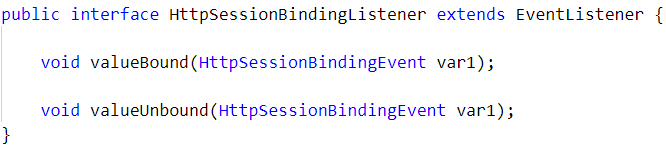 public interface HttpSessionBindingListener extends EventListener {
void valueBound(HttpSessionBindingEvent var1);
void valueUnbound(HttpSessionBindingEvent var1);
}